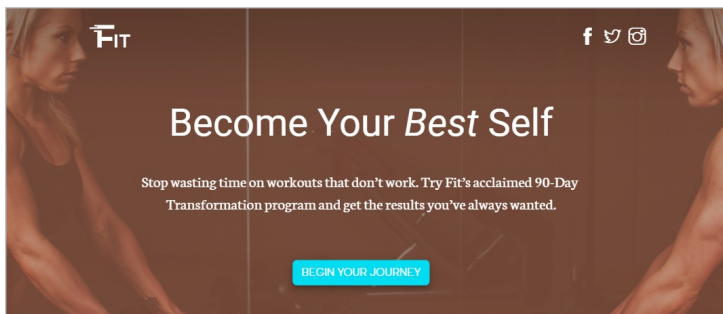 FIT
Become Your Best Self
Stop wasting time on workouts that don’t work. Try Fit’s acclaimed 90-Day
Transformation program and get the results you’ve always wanted.
BEGIN YOUR JOURNEY